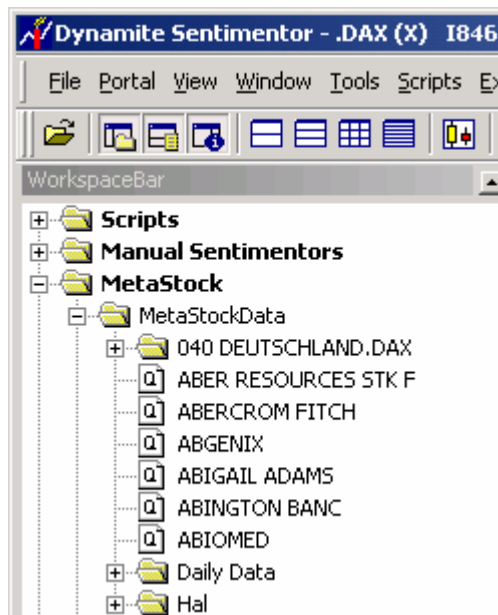 Dynamite Sentimentor - .DAX (X) I846
File Portal View Window Tools Scripts Ex
WorkspaceBar
Scripts
Manual Sentimentors
MetaStock
MetaStockData
040 DEUTSCHLAND.DAX
ABER RESOURCES STK F
ABERCROM FITCH
ABGENIX
ABIGAIL ADAMS
ABINGTON BANC
ABIOMED
Daily Data
Hal